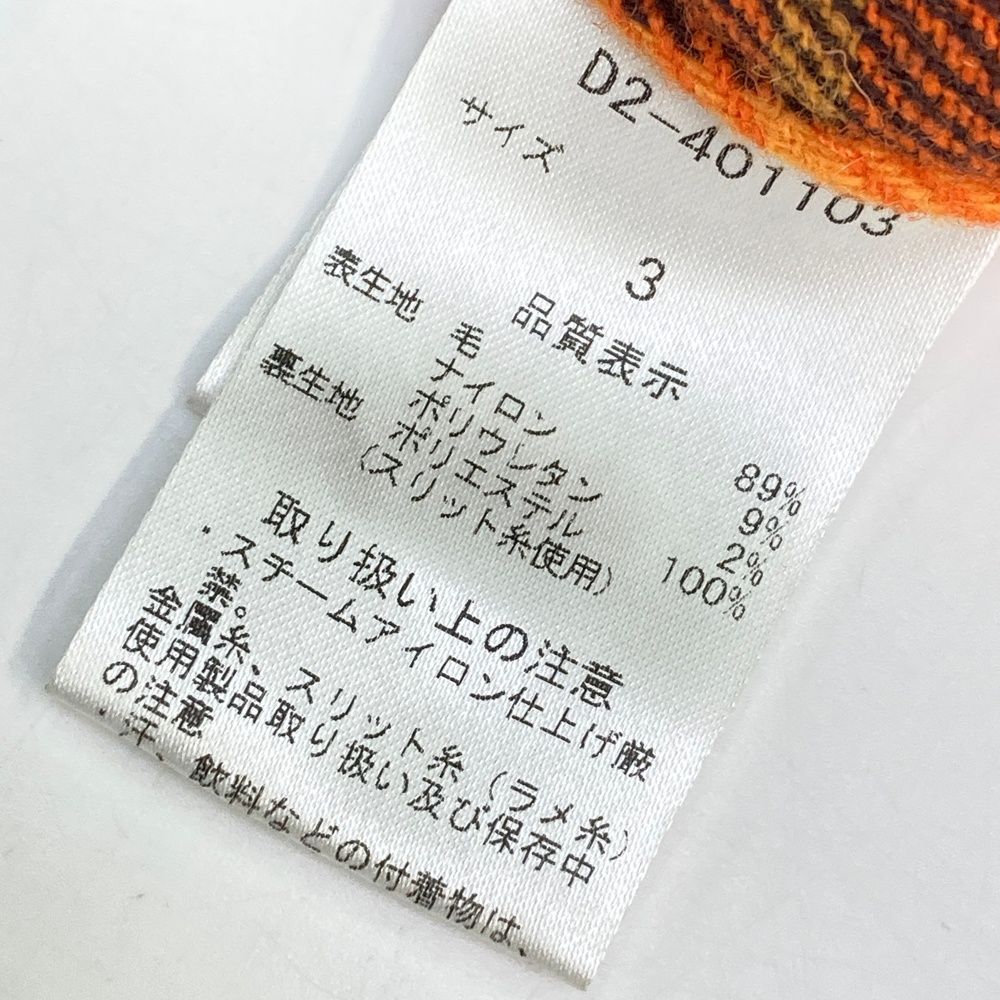 D2-401103
サイズ
3
品質表示
表生地 毛 89%
ナイロン 9%
ポリウレタン 2%
裏生地 ポリエステル 100%
(スリット糸使用)
取り扱い上の注意
・スチームアイロン仕上げ厳
禁。
金属糸、スリット糸(ラメ糸)
使用製品取り扱い及び保存中
の注意
・汗、飲料などの付着物は、